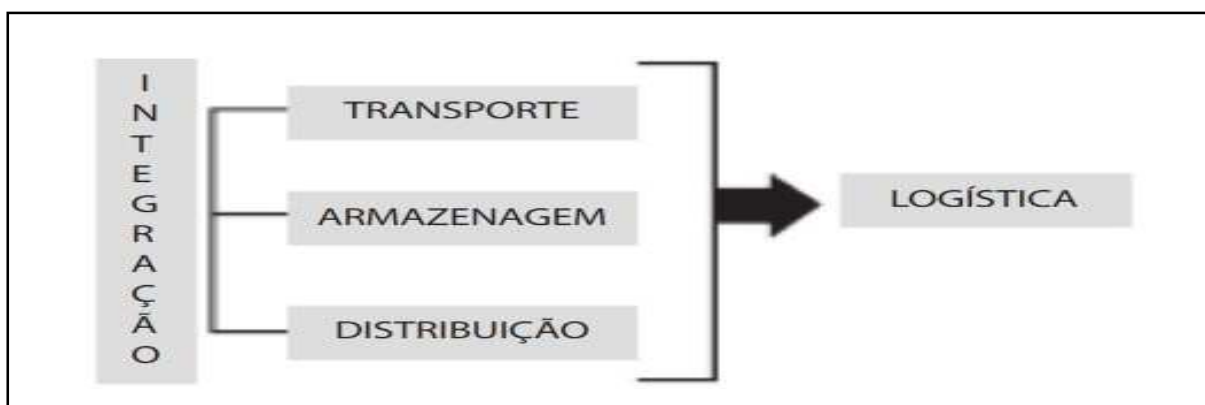 INTEGRAÇÃO
TRANSPORTE
ARMAZENAGEM
DISTRIBUIÇÃO
LOGÍSTICA